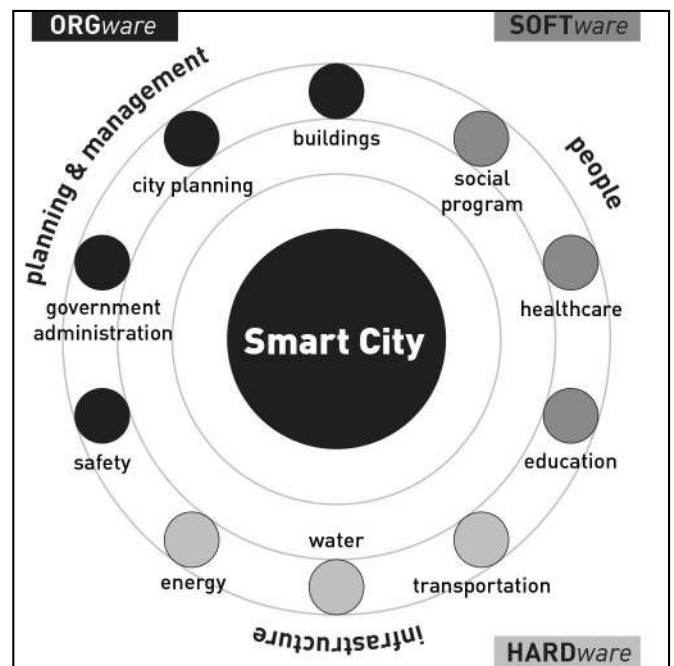 ORGware
SOFTware
planning & management
people
buildings
city planning
social
program
government
administration
healthcare
Smart City
safety
education
energy
water
transportation
infrastructure
HARDware